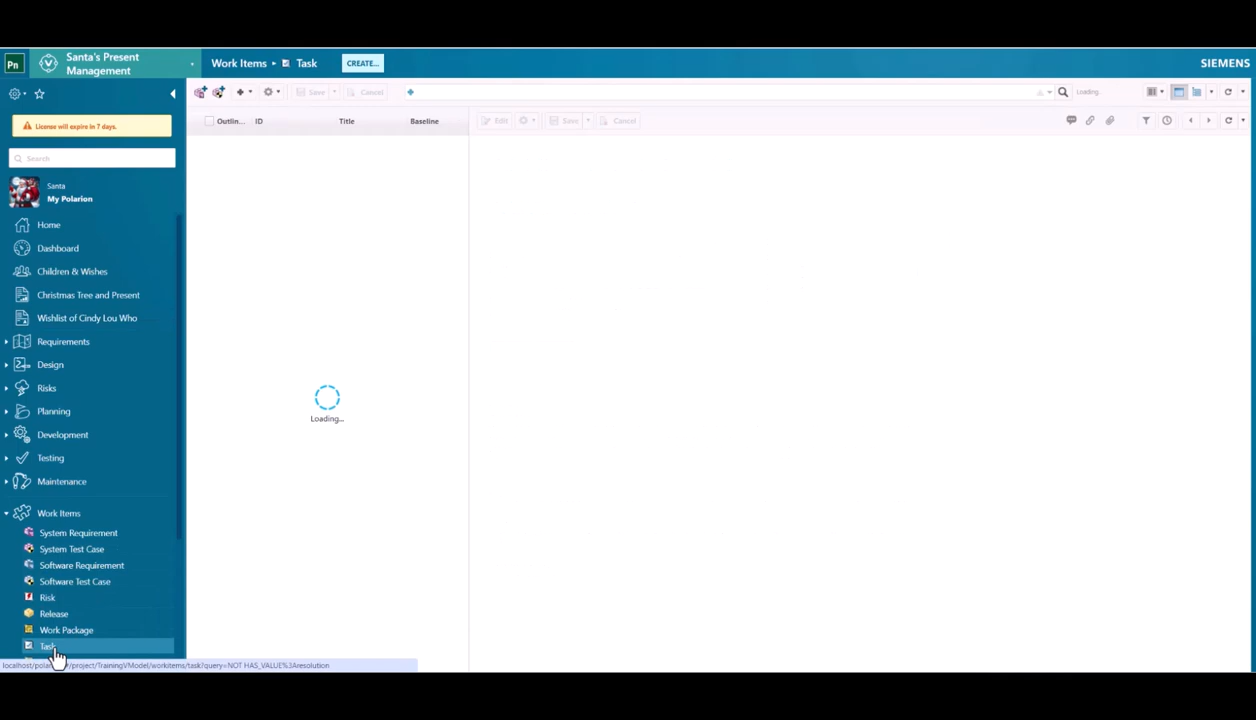 Pn
Santa's Present
Management
Work Items ▸ Task
CREATE...
SIEMENS
License will expire in 7 days.
Search
Santa
My Polarion
Home
Dashboard
Children & Wishes
Christmas Tree and Present
Wishlist of Cindy Lou Who
Requirements
Design
Risks
Planning
Development
Testing
Maintenance
Work Items
System Requirement
System Test Case
Software Requirement
Software Test Case
Risk
Release
Work Package
Task
Save
Cancel
Loading.
Outlin...
ID
Title
Baseline
Edit
Save
Cancel
Loading...